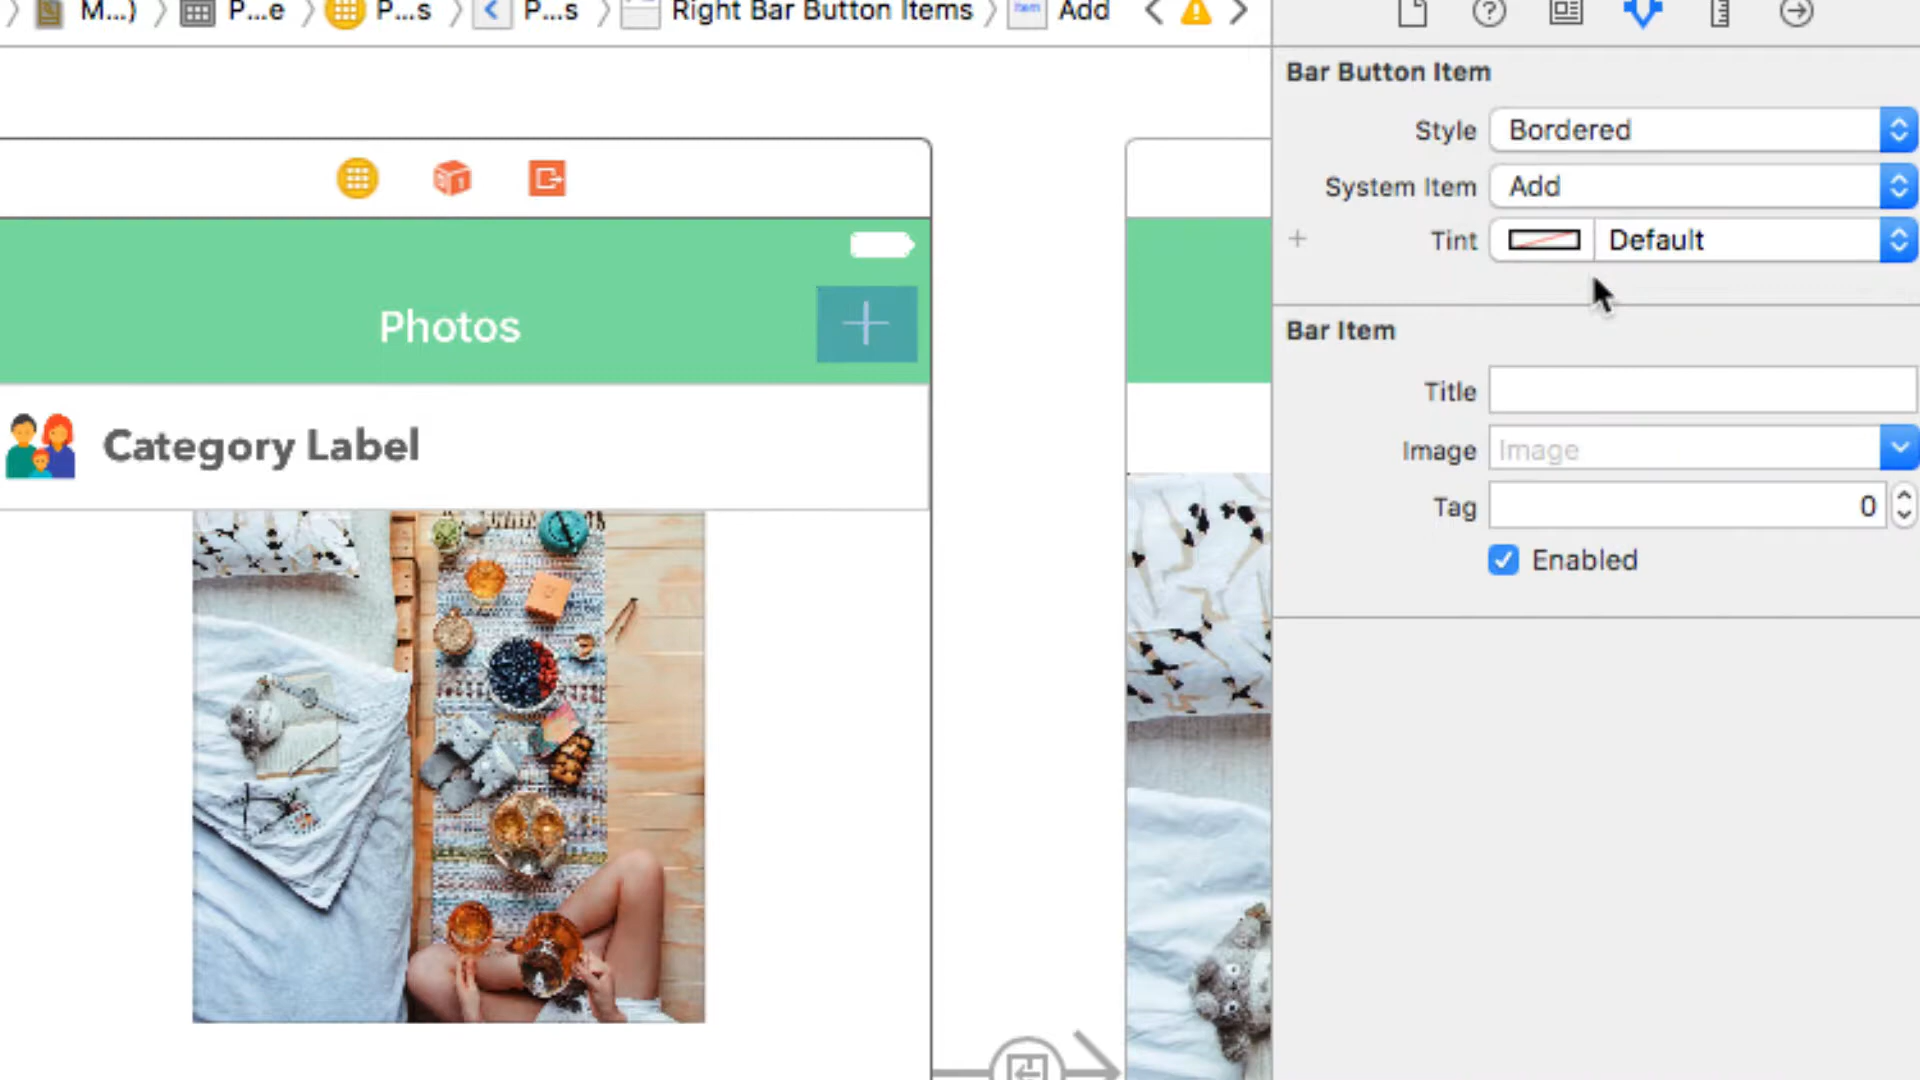 M...) P...e P...s P...s Right Bar Button Items Add
Bar Button Item
Style Bordered
System Item Add
+ Tint Default
Photos
Category Label
Bar Item
Title
Image Image
Tag 0
Enabled